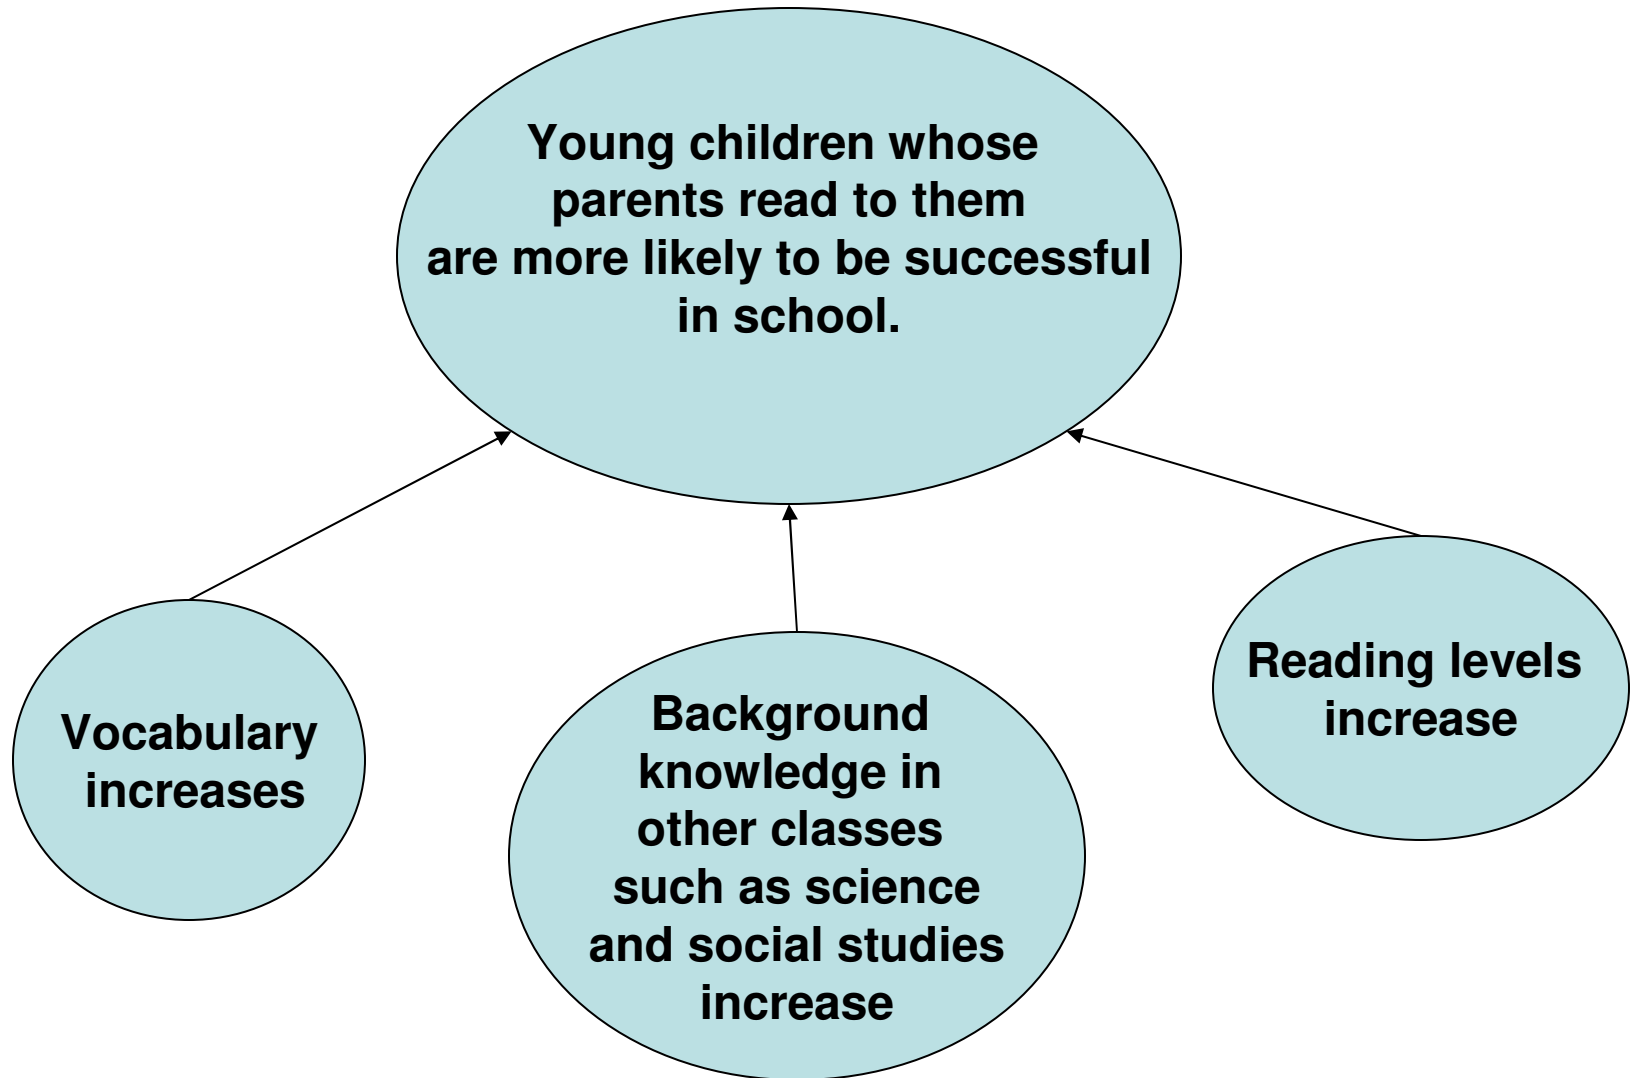 Young children whose
parents read to them
are more likely to be successful
in school.
Vocabulary
increases
Background
knowledge in
other classes
such as science
and social studies
increase
Reading levels
increase